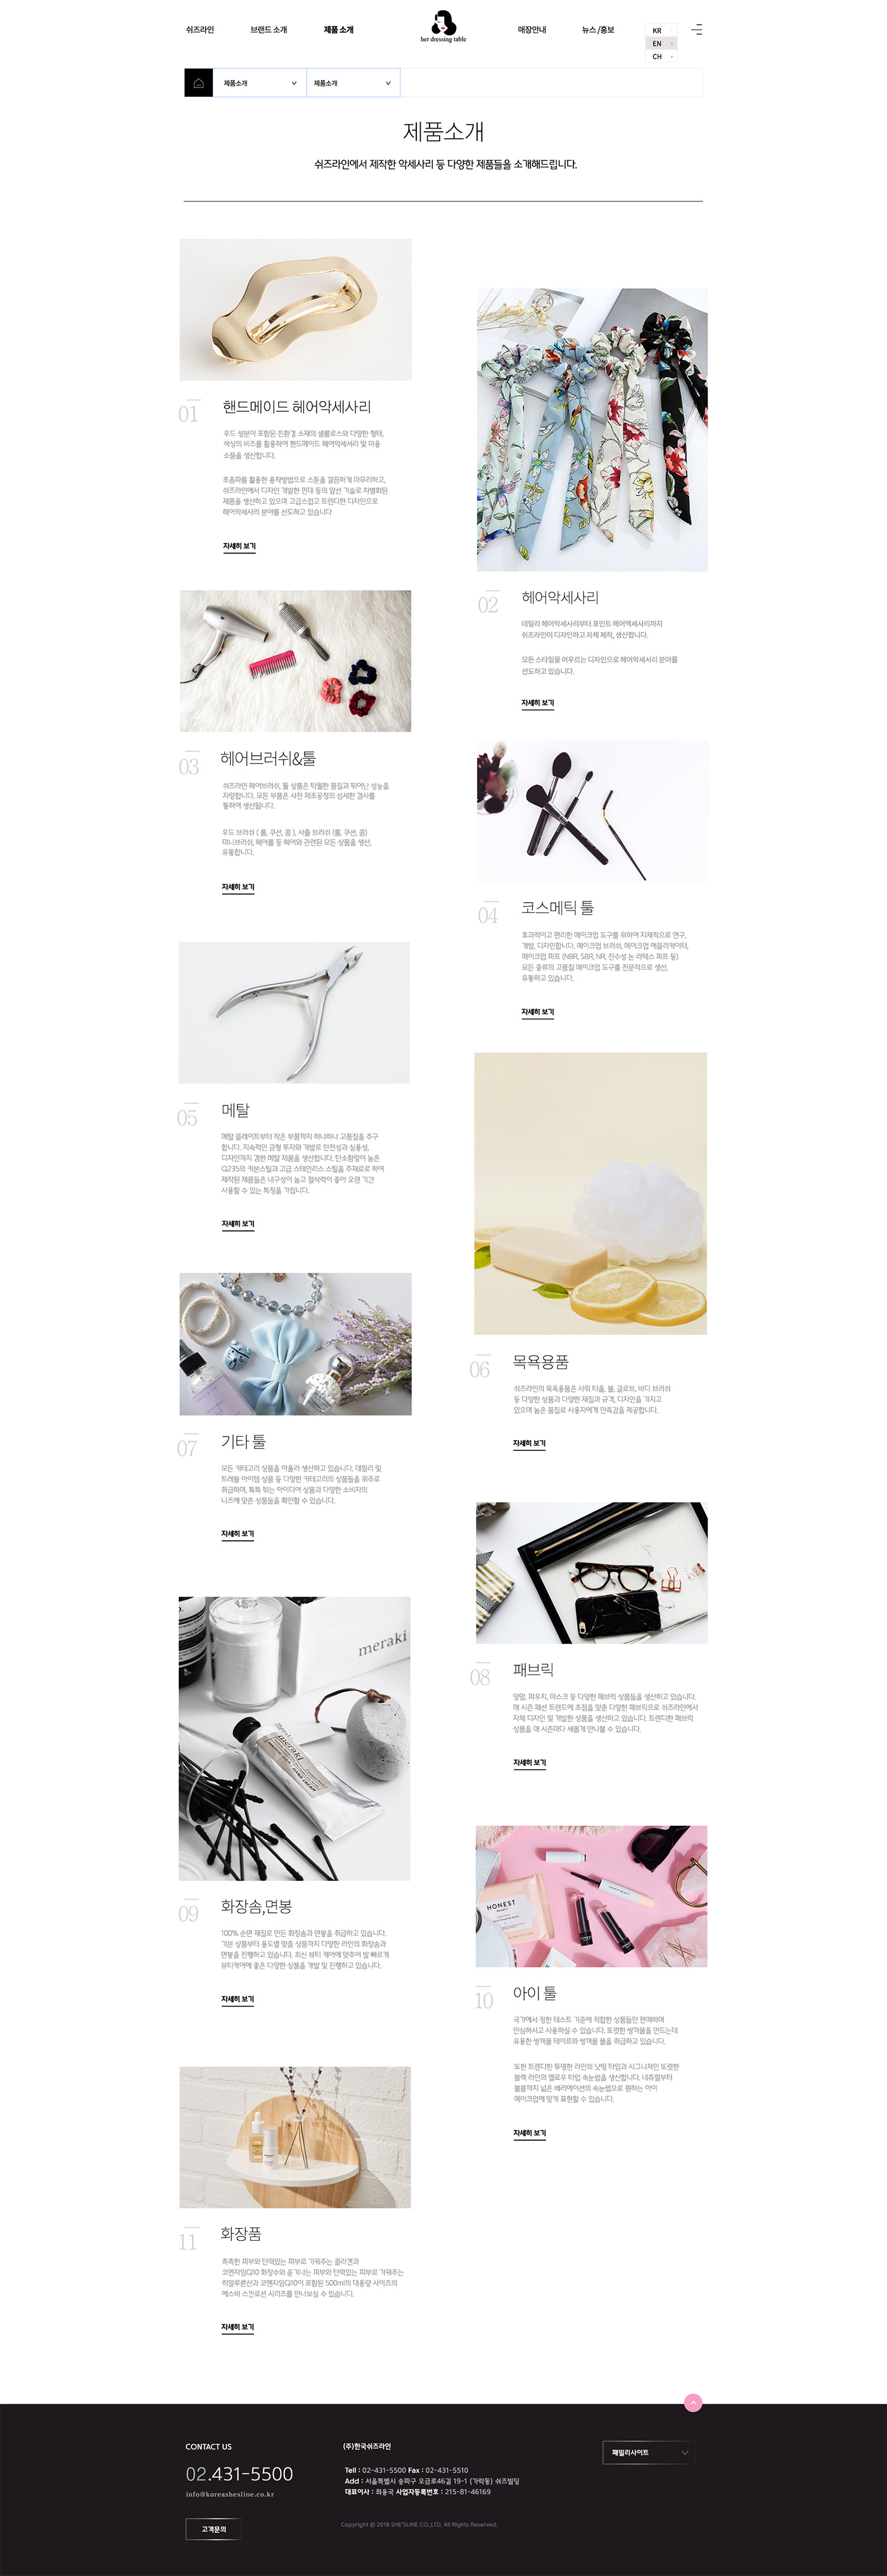 쉬즈라인
브랜드 소개
제품 소개
her dressing table
매장안내
뉴스 /홍보
KR
EN
CH
제품소개
제품소개
제품소개
쉬즈라인에서 제작한 악세사리 등 다양한 제품들을 소개해드립니다.
01
핸드메이드 헤어악세사리
우드 성분이 포함된 친환경 소재의 셀룰로스와 다양한 형태,
색상의 비즈를 활용하여 핸드메이드 헤어악세서리 및 미용
소품을 생산합니다.
초음파를 활용한 융착방법으로 스톤을 깔끔하게 마무리하고,
쉬즈라인에서 디자인 개발한 핀대 등의 앞선 기술로 차별화된
제품을 생산하고 있으며 고급스럽고 트렌디한 디자인으로
헤어악세사리 분야를 선도하고 있습니다
자세히 보기
02
헤어악세사리
데일리 헤어악세사리부터 포인트 헤어액세사리까지
쉬즈라인이 디자인하고 자체 제작, 생산합니다.
모든 스타일을 어우르는 디자인으로 헤어악세서리 분야를
선도하고 있습니다.
자세히 보기
03
헤어브러쉬&툴
쉬즈라인 헤어브러쉬, 툴 상품은 탁월한 품질과 뛰어난 성능을
자랑합니다. 모든 부품은 사전 제조공정의 섬세한 검사를
통하여 생산됩니다.
우드 브러쉬 ( 롤, 쿠션, 콤 ), 사출 브러쉬 (롤, 쿠션, 콤)
미니브러쉬, 헤어롤 등 헤어와 관련된 모든 상품을 생산,
유통합니다.
자세히 보기
04
코스메틱 툴
효과적이고 편리한 메이크업 도구를 위하여 자체적으로 연구,
개발, 디자인합니다. 메이크업 브러쉬, 메이크업 애플리케이터,
메이크업 퍼프 (NBR, SBR, NR, 친수성 논 라텍스 퍼프 등)
모든 종류의 고품질 메이크업 도구를 전문적으로 생산,
유통하고 있습니다.
자세히 보기
05
메탈
메탈 플레이트부터 작은 부품까지 하나하나 고품질을 추구
합니다. 지속적인 금형 투자와 개발로 안전성과 실용성,
디자인까지 겸한 메탈 제품을 생산합니다. 탄소함량이 높은
Q235의 카본스틸과 고급 스테인리스 스틸을 주재료로 하여
제작된 제품들은 내구성이 높고 절삭력이 좋아 오랜 기간
사용할 수 있는 특징을 가집니다.
자세히 보기
06
목욕용품
쉬즈라인의 목욕용품은 샤워 타올, 볼, 글로브, 바디 브러쉬
등 다양한 상품과 다양한 재질과 규격, 디자인을 가지고
있으며 높은 품질로 사용자에게 만족감을 제공합니다.
자세히 보기
07
기타 툴
모든 카테고리 상품을 아울러 생산하고 있습니다. 데일리 및
트레블 아이템 상품 등 다양한 카테고리의 상품들을 위주로
취급하며, 톡톡 튀는 아이디어 상품과 다양한 소비자의
니즈에 맞춘 상품들을 확인할 수 있습니다.
자세히 보기
08
패브릭
양말, 파우치, 마스크 등 다양한 패브릭 상품들을 생산하고 있습니다.
매 시즌 패션 트렌드에 초점을 맞춘 다양한 패브릭으로 쉬즈라인에서
자체 디자인 및 개발한 상품을 생산하고 있습니다. 트렌디한 패브릭
상품을 매 시즌마다 새롭게 만나볼 수 있습니다.
자세히 보기
meraki
meraki
09
화장솜,면봉
100% 순면 재질로 만든 화장솜과 면봉을 취급하고 있습니다.
기본 상품부터 용도별 맞춤 상품까지 다양한 라인의 화장솜과
면봉을 진행하고 있습니다. 최신 뷰티 케어에 맞추어 발 빠르게
뷰티케어에 좋은 다양한 상품을 개발 및 진행하고 있습니다.
자세히 보기
HONEST
BEAUTY
10
아이 툴
국가에서 정한 테스트 기준에 적합한 상품들만 판매하며
안심하시고 사용하실 수 있습니다. 또렷한 쌍꺼풀을 만드는데
유용한 쌍꺼풀 테이프와 쌍꺼풀 풀을 취급하고 있습니다.
또한 트렌디한 투명한 라인의 낫띵 타입과 시그니처인 또렷한
블랙 라인의 옐로우 타입 속눈썹을 생산합니다. 내츄럴부터
볼륨까지 넓은 베리에이션의 속눈썹으로 원하는 아이
메이크업에 맞게 표현할 수 있습니다.
자세히 보기
11
화장품
촉촉한 피부와 탄력있는 피부로 가꿔주는 콜라겐과
코엔자임Q10 화장수와 윤기나는 피부와 탄력있는 피부로 가꿔주는
히알루론산과 코엔자임Q10이 포함된 500ml의 대용량 사이즈의
에스비 스킨로션 시리즈를 만나보실 수 있습니다.
자세히 보기
CONTACT US
02.431-5500
info@koreashesline.co.kr
고객문의
(주)한국쉬즈라인
Tell : 02-431-5500 Fax : 02-431-5510
Add : 서울특별시 송파구 오금로46길 19-1 (가락동) 쉬즈빌딩
대표이사 : 최용국 사업자등록번호 : 215-81-46169
Copyright © 2018 SHE'SLINE CO.,LTD. All Rights Reserved.
패밀리사이트